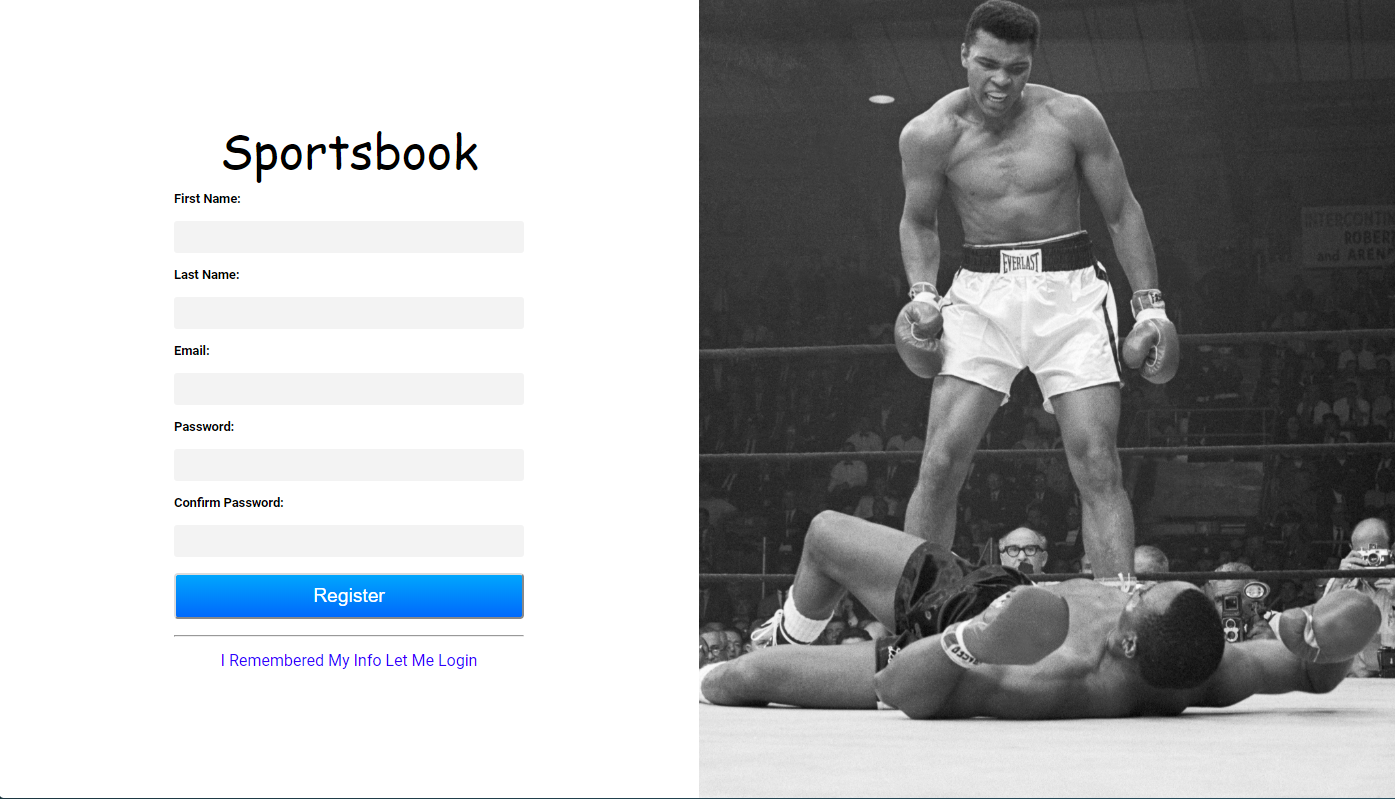 Sportsbook
First Name:
Last Name:
Email:
Password:
Confirm Password:
Register
I Remembered My Info Let Me Login
EVERLAST
INTERCONTI
ROBER
and AREN